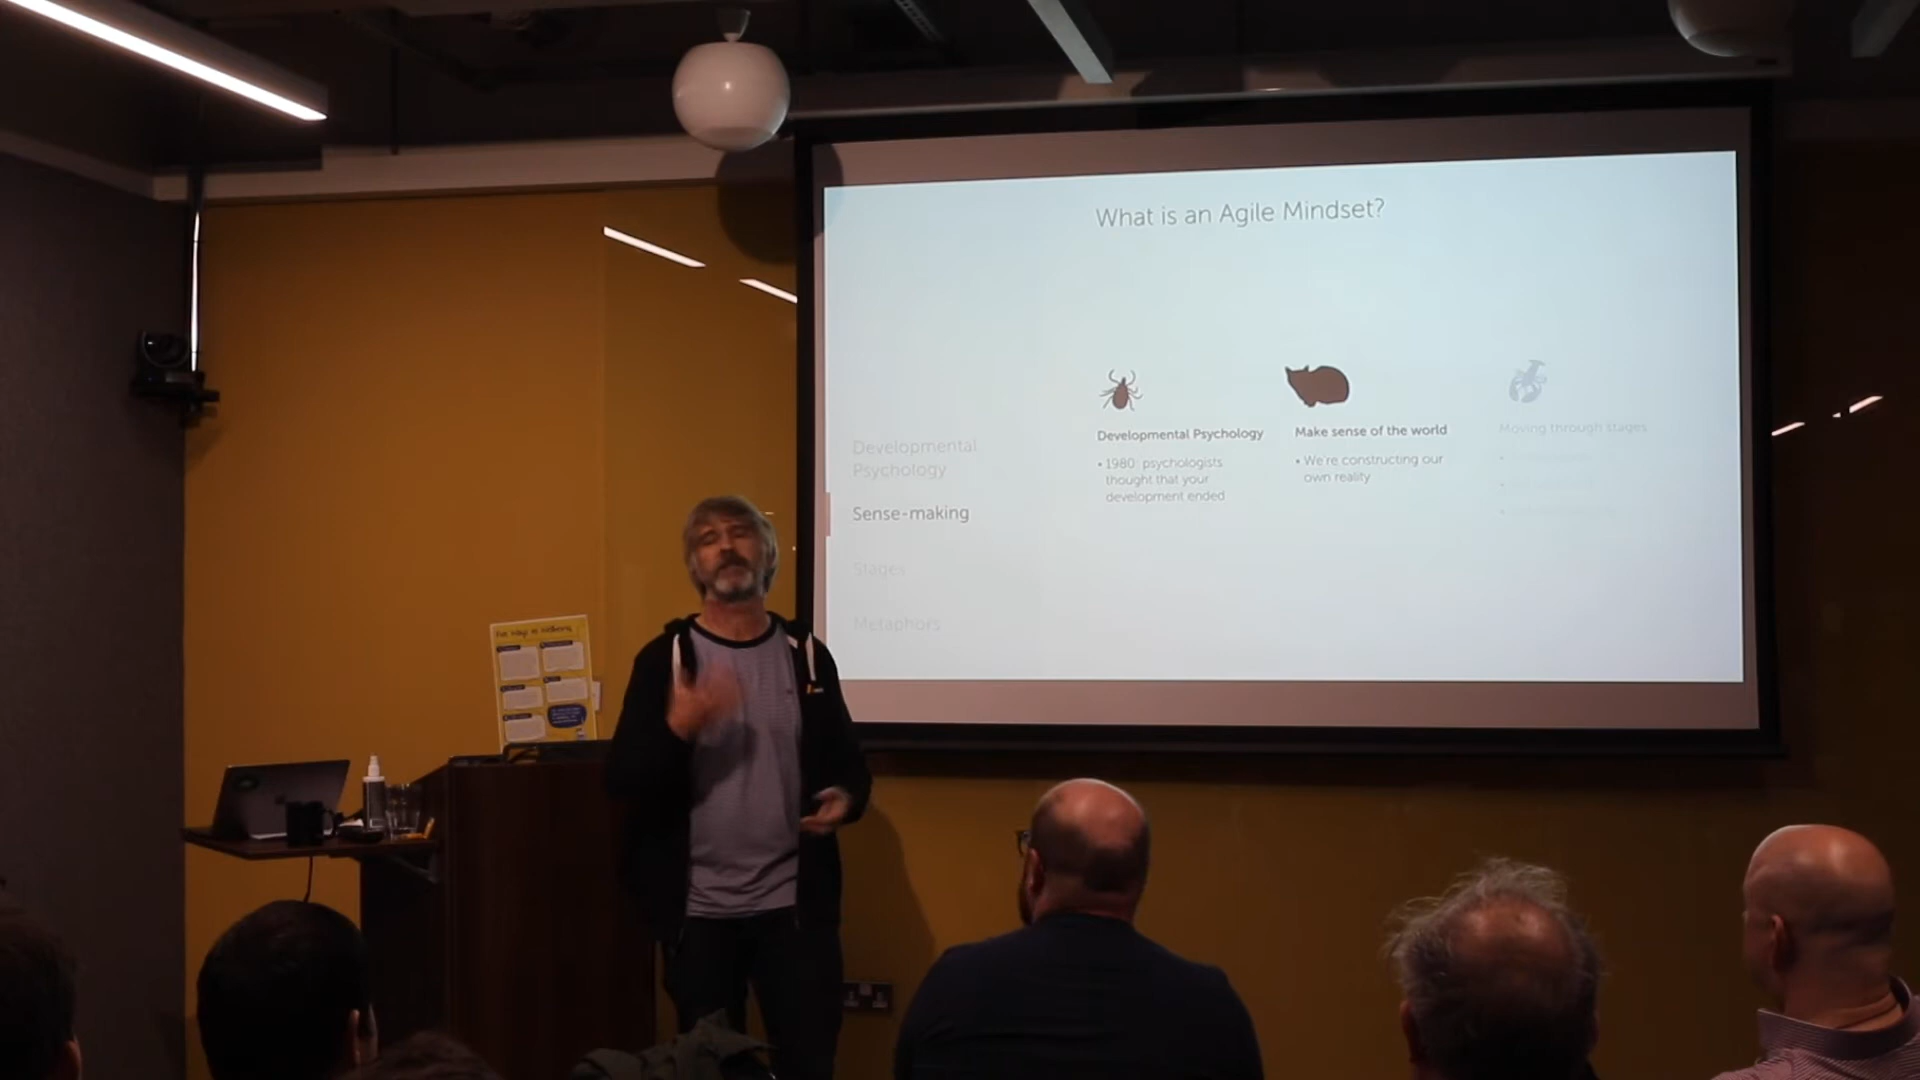 What is an Agile Mindset?
Developmental
Psychology
Sense-making
Stages
Metaphors
Developmental Psychology
• 1980: psychologists
thought that your
development ended
Make sense of the world
• We're constructing our
own reality
Moving through stages